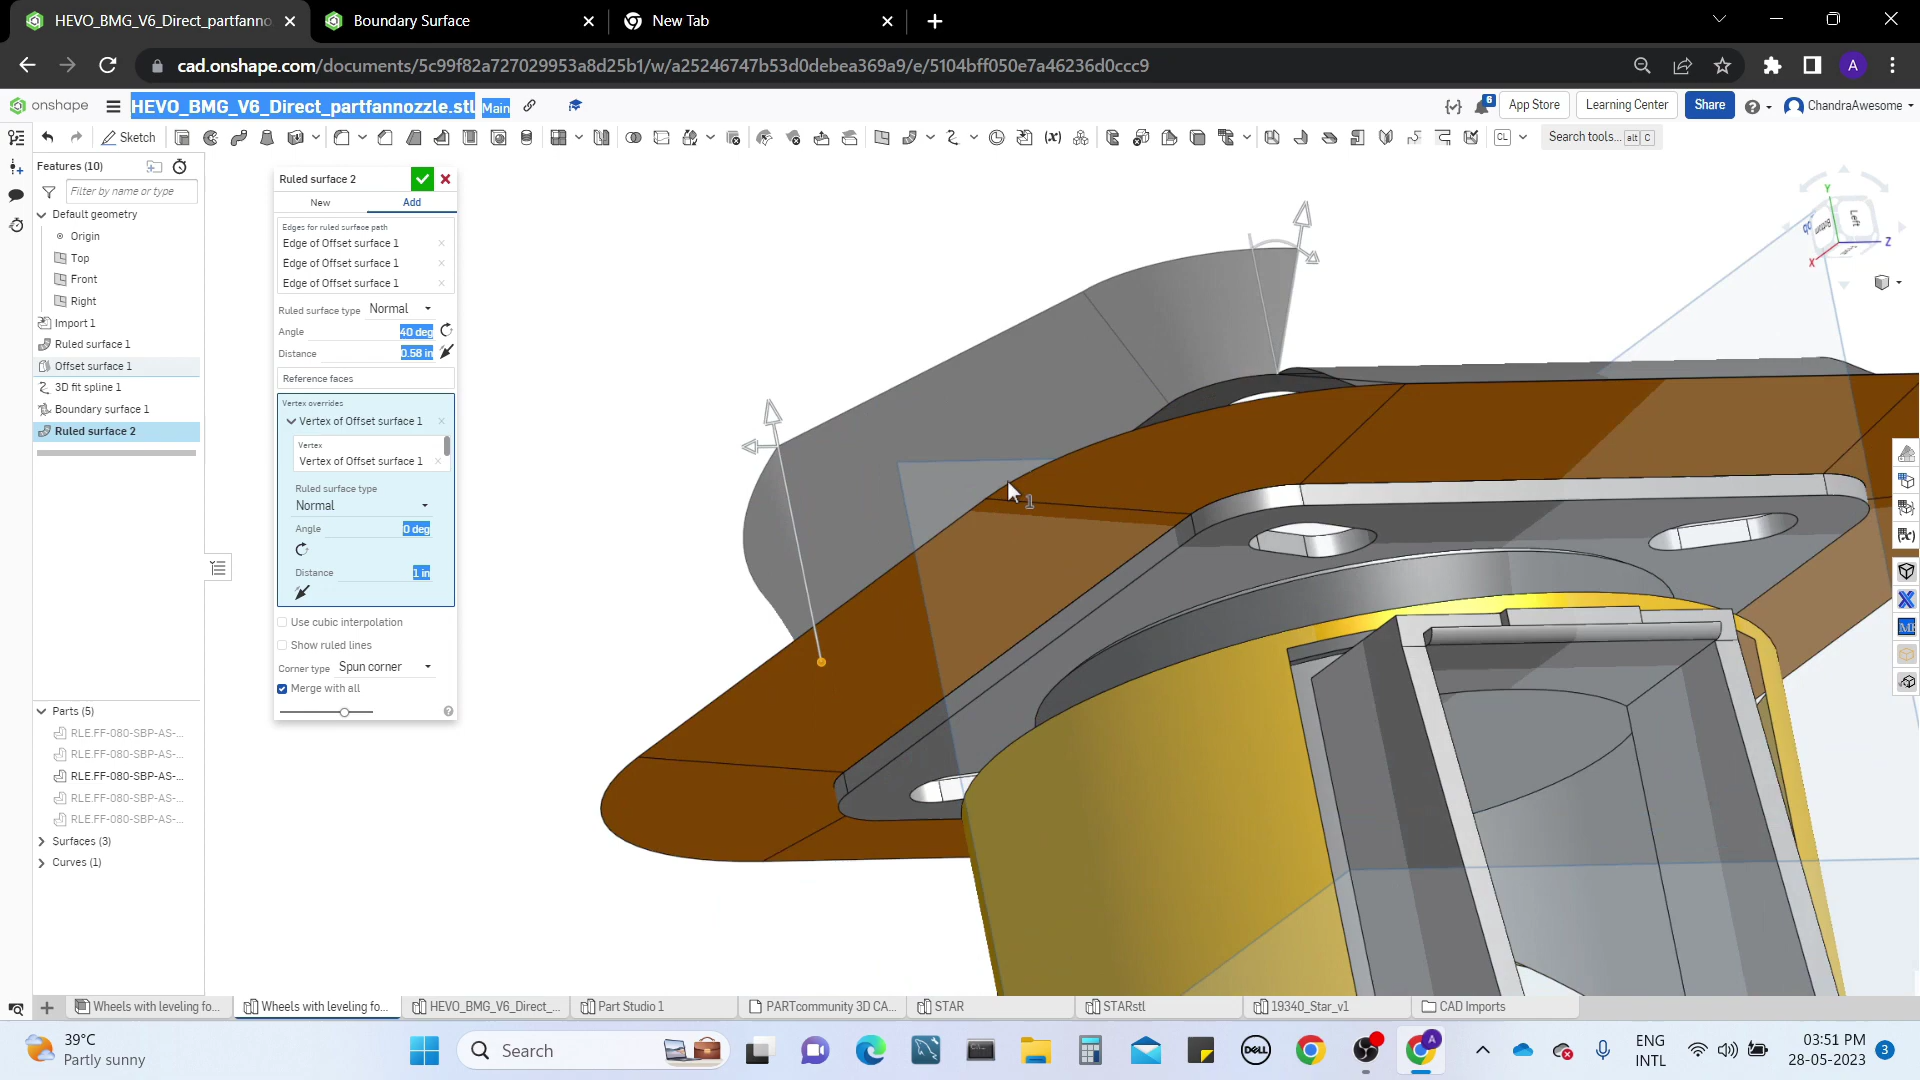 HEVO_BMG_V6_Direct_partfanno
Boundary Surface
New Tab
cad.onshape.com/documents/5c99f82a727029953a8d25b1/w/a25246747b53d0debea369a9/e/5104bff050e7a46236d0ccc9
A
onshape
HEVO_BMG_V6_Direct_partfannozzle.stl
Main
6
App Store
Learning Center
Share
ChandraAwesome
Sketch
CL
Search tools...
alt
C
Features (10)
Filter by name or type
Default geometry
Origin
Top
Front
Right
Import 1
Ruled surface 1
Offset surface 1
3D fit spline 1
Boundary surface 1
Ruled surface 2
Parts (5)
RLE.FF-080-SBP-AS-...
RLE.FF-080-SBP-AS-...
RLE.FF-080-SBP-AS-...
RLE.FF-080-SBP-AS-...
RLE.FF-080-SBP-AS-...
Surfaces (3)
Curves (1)
Ruled surface 2
New
Add
Edges for ruled surface path
Edge of Offset surface 1
Edge of Offset surface 1
Edge of Offset surface 1
Ruled surface type
Normal
Angle
40 deg
Distance
0.58 in
Reference faces
Vertex overrides
Vertex of Offset surface 1
Vertex
Vertex of Offset surface 1
Ruled surface type
Normal
Angle
0 deg
Distance
1 in
Use cubic interpolation
Show ruled lines
Corner type
Spun corner
Merge with all
1
Y
Left
Bottom
Z
X
Wheels with leveling fo...
Wheels with leveling fo...
HEVO_BMG_V6_Direct_...
Part Studio 1
PARTcommunity 3D CA...
STAR
STARstl
19340_Star_v1
CAD Imports
39°C
Partly sunny
Search
DELL
A
ENG
INTL
03:51 PM
28-05-2023
3